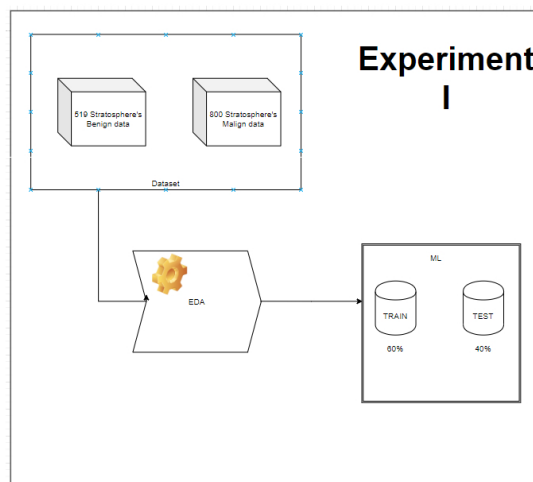 Experiment
I
519 Stratosphere's
Benign data
800 Stratosphere's
Malign data
Dataset
EDA
ML
TRAIN
TEST
60%
40%